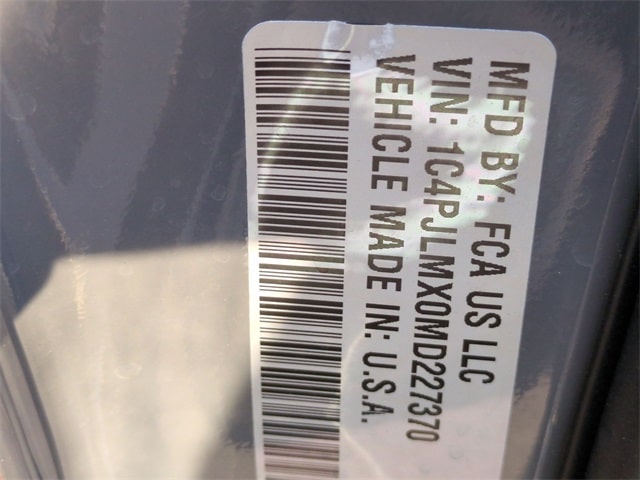 MFD BY: FCA US LLC
VIN: 1C4PJLMX0MD227370
VEHICLE MADE IN: U.S.A.